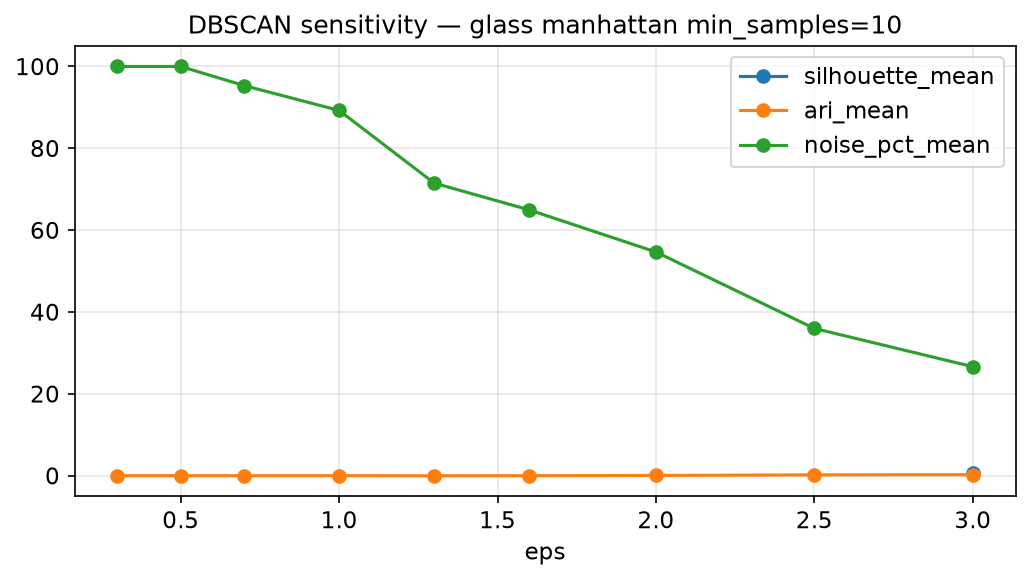 DBSCAN sensitivity — glass manhattan min_samples=10
silhouette_mean
ari_mean
noise_pct_mean
100
80
60
40
20
0
0.5 1.0 1.5 2.0 2.5 3.0
eps